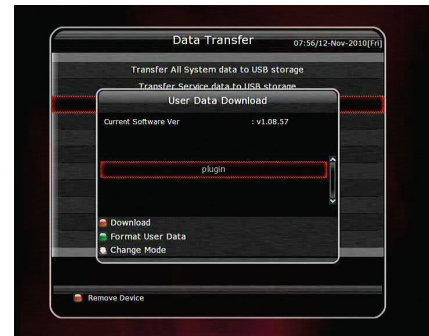 Data Transfer
07:56/12-Nov-2010[Fri]
Transfer All System data to USB storage
Transfer Service data to USB storage
User Data Download
Current Software Ver : v1.08.57
plugin
Download
Format User Data
Change Mode
Remove Device